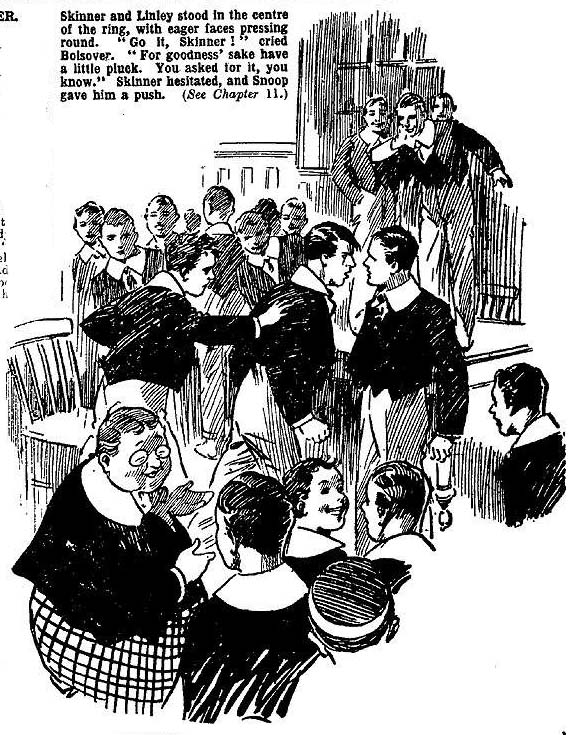 ER.
Skinner and Linley stood in the centre
of the ring, with eager faces pressing
round. "Go it, Skinner!" cried
Bolsover. "For goodness' sake have
a little pluck. You asked for it, you
know." Skinner hesitated, and Snoop
gave him a push. (See Chapter 11.)